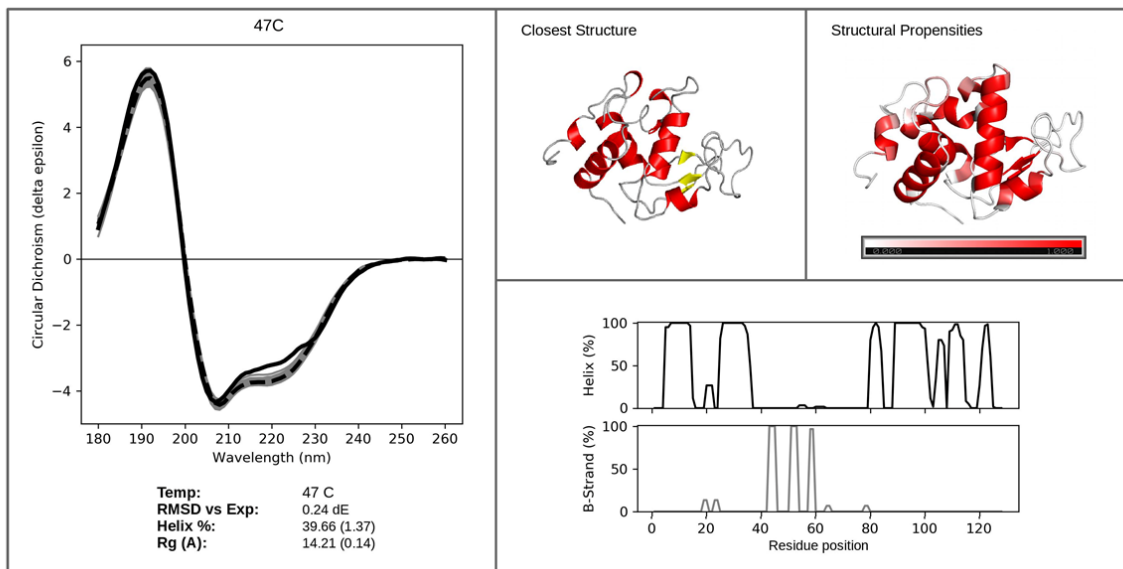 47C
Circular Dichroism (delta epsilon)
6
4
2
0
−2
−4
180 190 200 210 220 230 240 250 260
Wavelength (nm)
Temp: 47 C
RMSD vs Exp: 0.24 dE
Helix %: 39.66 (1.37)
Rg (A): 14.21 (0.14)
Closest Structure
Structural Propensities
0.000 1.000
Helix (%)
100
50
0
B-Strand (%)
100
50
0
0 20 40 60 80 100 120
Residue position